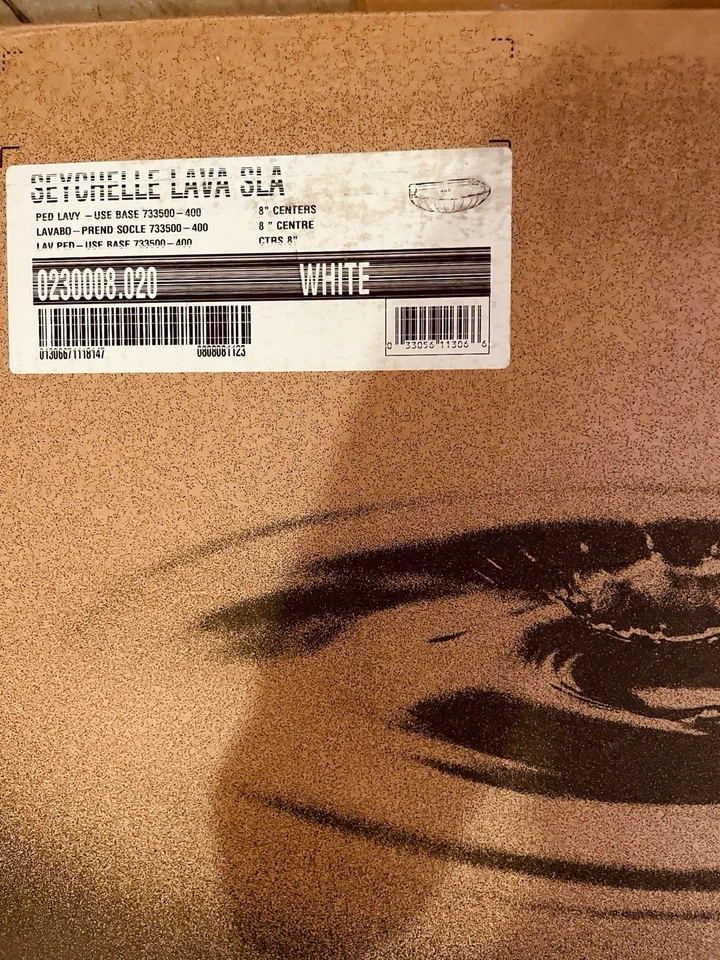 SEYCHELLE LAVA SLA
PED LAVY – USE BASE 733500 – 400 8" CENTERS
LAVABO – PREND SOCLE 733500 – 400 8 " CENTRE
LAV PED – USE BASE 733500 – 400 CTRS 8"
0230008.020 WHITE
01306671118147 0808081123
0 33056 11306 6